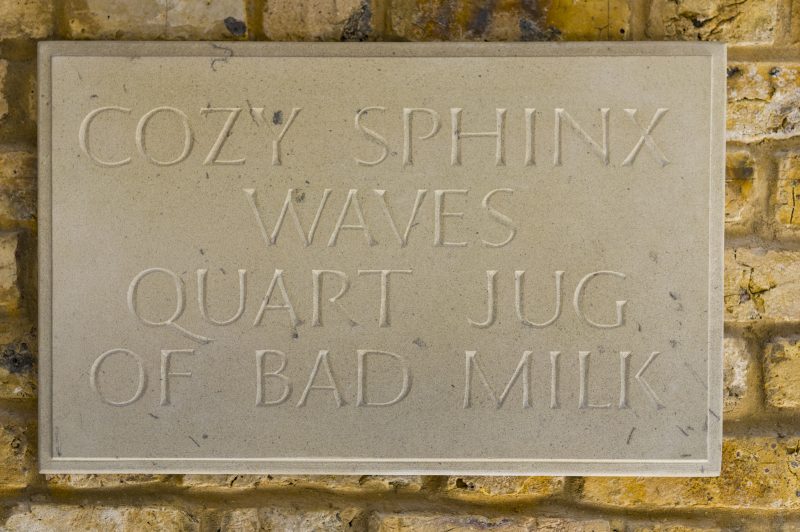 COZY SPHINX
WAVES
QUART JUG
OF BAD MILK